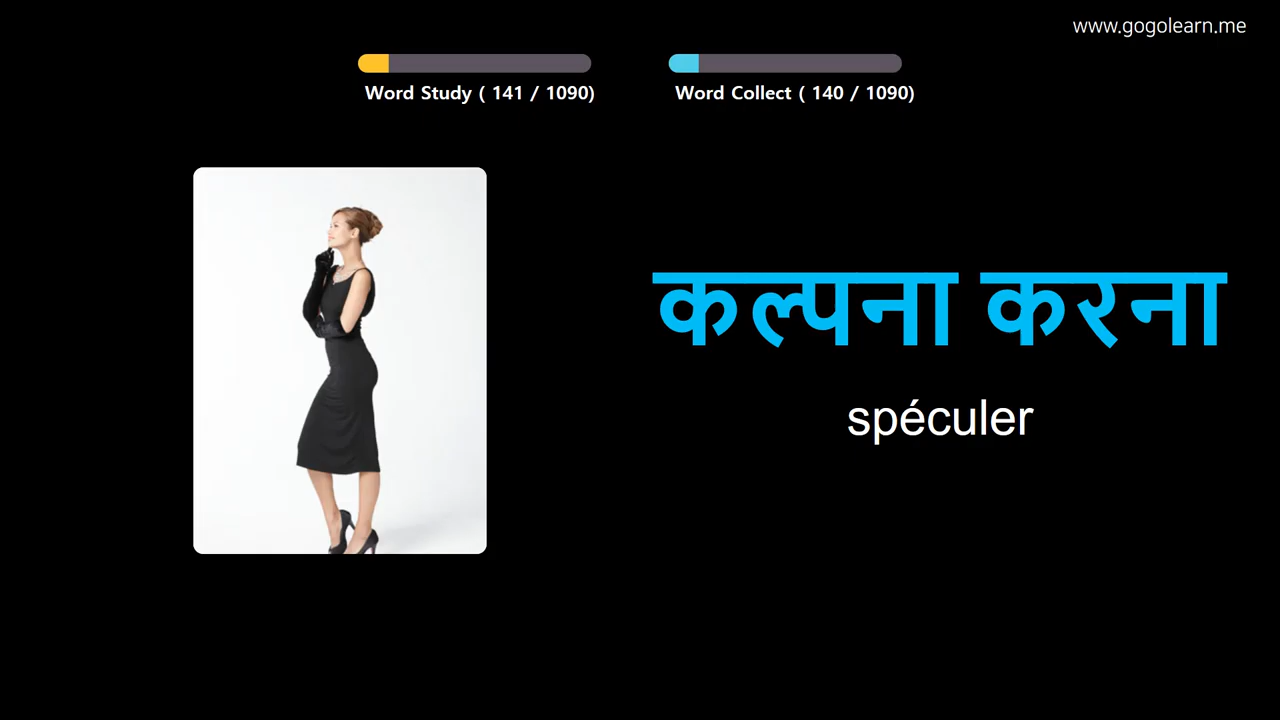 www.gogolearn.me
Word Study ( 141 / 1090)
Word Collect ( 140 / 1090)
कल्पना करना
spéculer